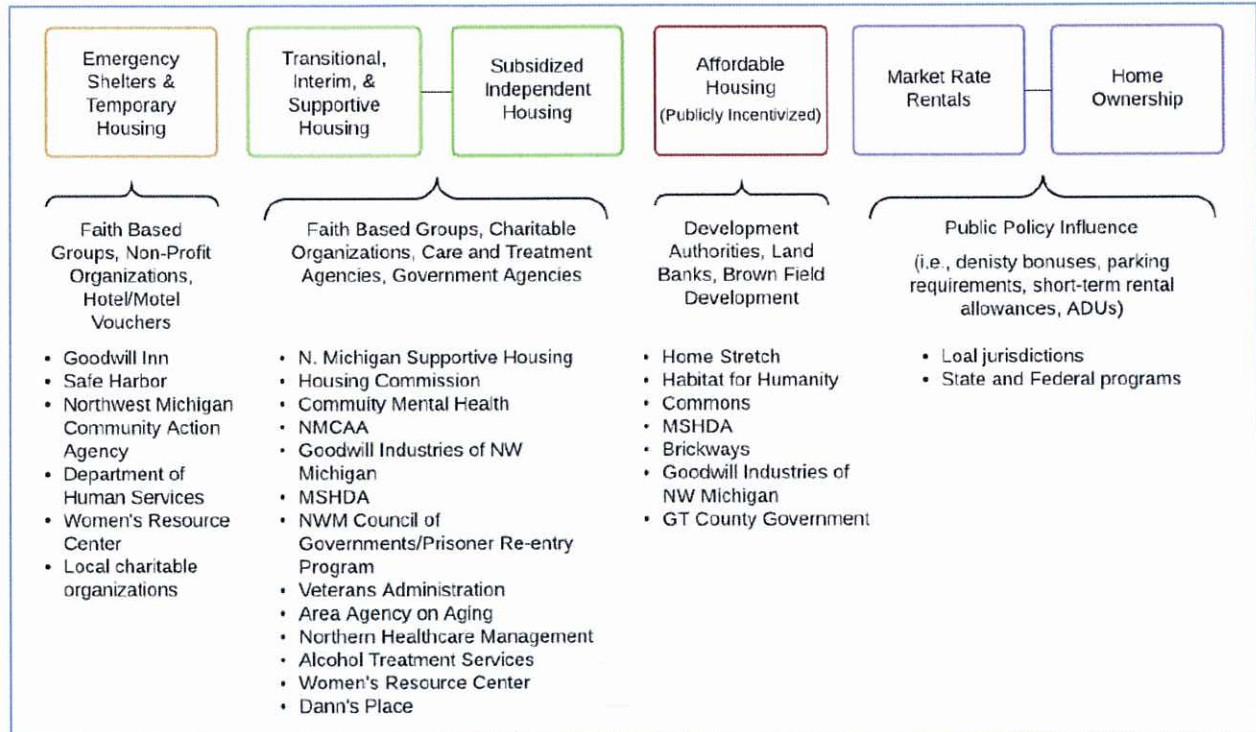 Emergency
Shelters &
Temporary
Housing
Transitional,
Interim, &
Supportive
Housing
Subsidized
Independent
Housing
Affordable
Housing
(Publicly Incentivized)
Market Rate
Rentals
Home
Ownership
Faith Based
Groups, Non-Profit
Organizations,
Hotel/Motel
Vouchers
• Goodwill Inn
• Safe Harbor
• Northwest Michigan
Community Action
Agency
• Department of
Human Services
• Women's Resource
Center
• Local charitable
organizations
Faith Based Groups, Charitable
Organizations, Care and Treatment
Agencies, Government Agencies
• N. Michigan Supportive Housing
• Housing Commission
• Commuity Mental Health
• NMCAA
• Goodwill Industries of NW
Michigan
• MSHDA
• NWM Council of
Governments/Prisoner Re-entry
Program
• Veterans Administration
• Area Agency on Aging
• Northern Healthcare Management
• Alcohol Treatment Services
• Women's Resource Center
• Dann's Place
Development
Authorities, Land
Banks, Brown Field
Development
• Home Stretch
• Habitat for Humanity
• Commons
• MSHDA
• Brickways
• Goodwill Industries of
NW Michigan
• GT County Government
Public Policy Influence
(i.e., denisty bonuses, parking
requirements, short-term rental
allowances, ADUs)
• Loal jurisdictions
• State and Federal programs